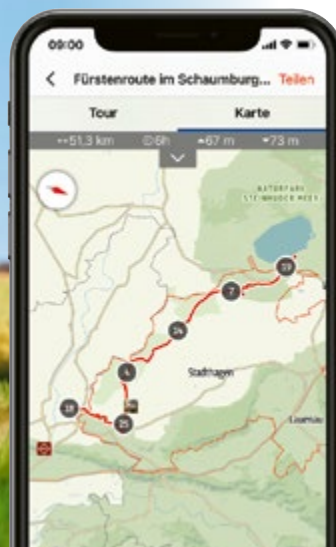 09:00
Fürstenroute im Schaumburg... Teilen
Tour Karte
51,3 km 6h 67 m 73 m
NATURPARK
STEINHUDER MEER
19
7
14
Stadthagen
4
18
25